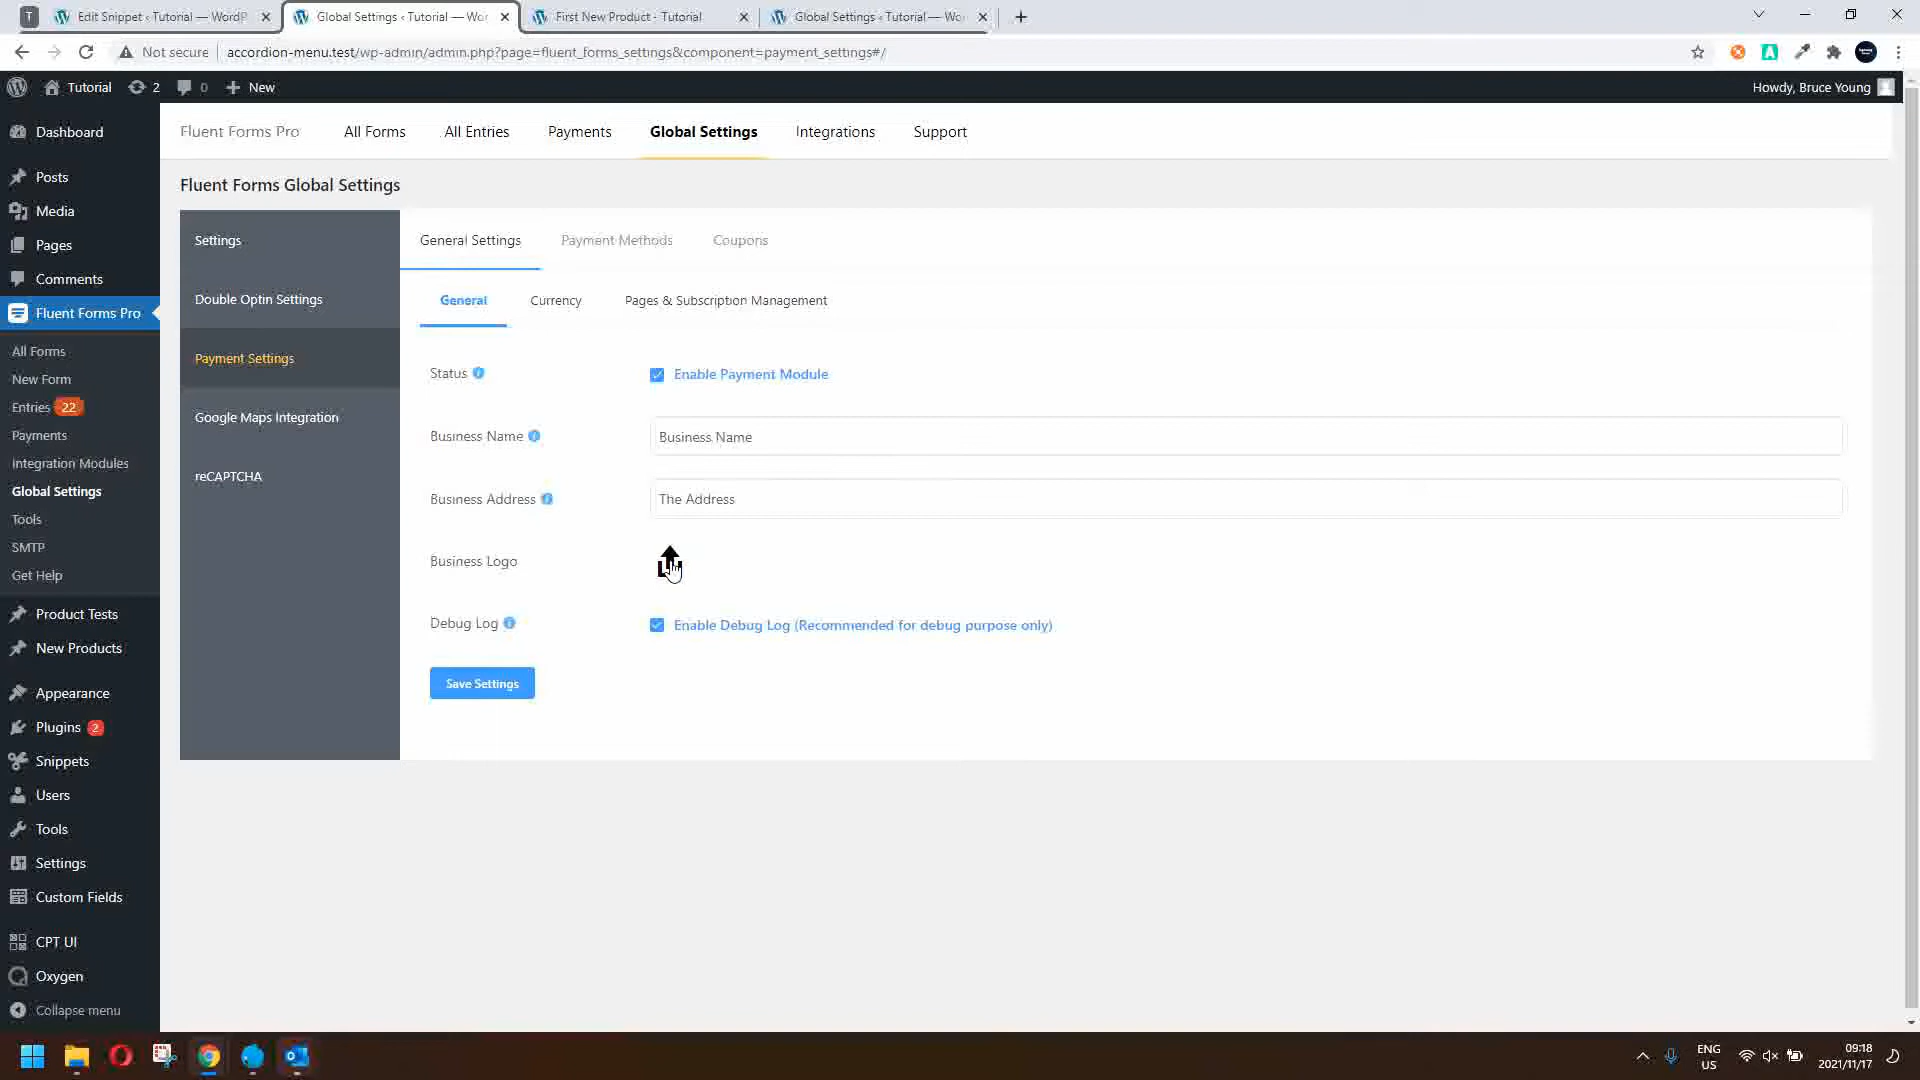 T
Edit Snippet ‹ Tutorial — WordP
Global Settings ‹ Tutorial — Wor
First New Product - Tutorial
Global Settings ‹ Tutorial — Wor
Not secure
accordion-menu.test/wp-admin/admin.php?page=fluent_forms_settings&component=payment_settings#/
A
Tutorial
2
0
New
Howdy, Bruce Young
Dashboard
Posts
Media
Pages
Comments
Fluent Forms Pro
All Forms
New Form
Entries 22
Payments
Integration Modules
Global Settings
Tools
SMTP
Get Help
Product Tests
New Products
Appearance
Plugins 2
Snippets
Users
Tools
Settings
Custom Fields
CPT UI
Oxygen
Collapse menu
Fluent Forms Pro
All Forms
All Entries
Payments
Global Settings
Integrations
Support
Fluent Forms Global Settings
Settings
Double Optin Settings
Payment Settings
Google Maps Integration
reCAPTCHA
General Settings
Payment Methods
Coupons
General
Currency
Pages & Subscription Management
Status
Enable Payment Module
Business Name
Business Name
Business Address
The Address
Business Logo
Debug Log
Enable Debug Log (Recommended for debug purpose only)
Save Settings
ENG
US
09:18
2021/11/17